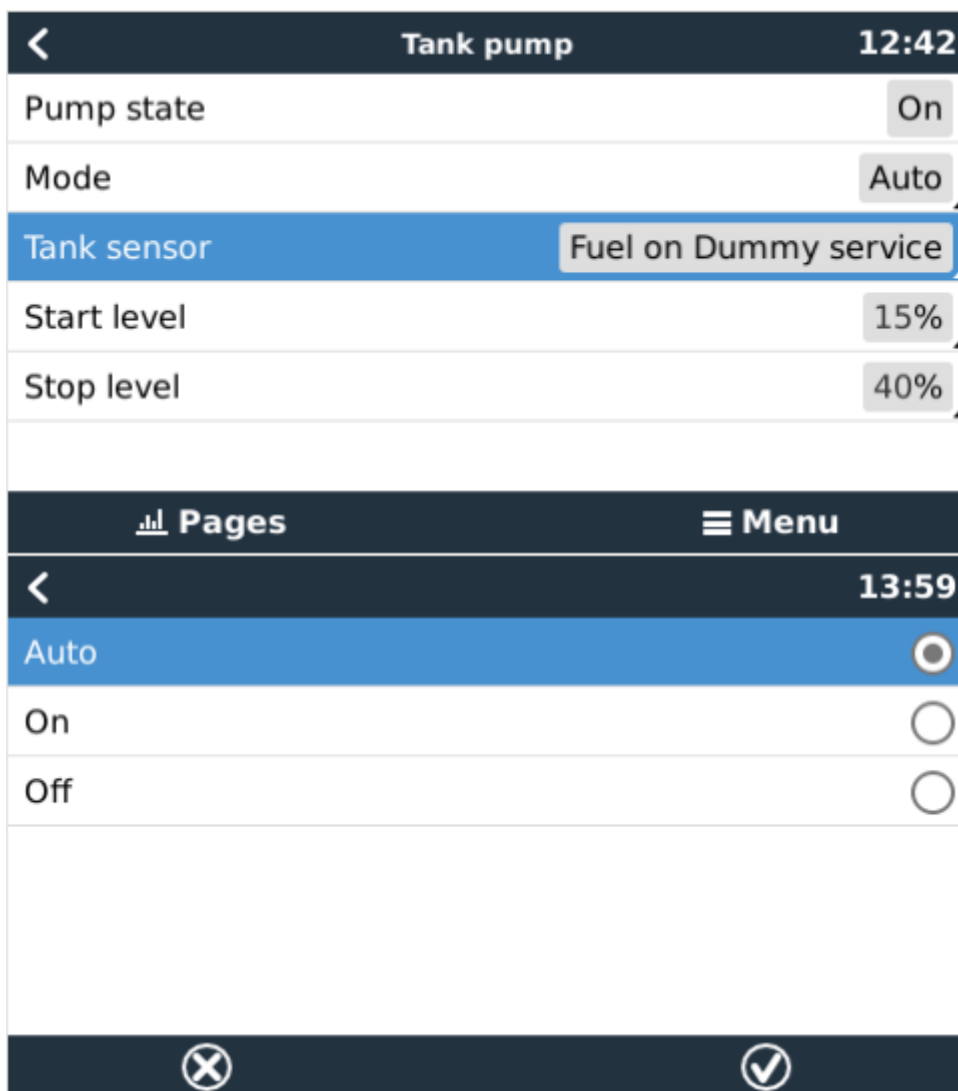 Tank pump 12:42
Pump state On
Mode Auto
Tank sensor Fuel on Dummy service
Start level 15%
Stop level 40%
Pages Menu
13:59
Auto
On
Off